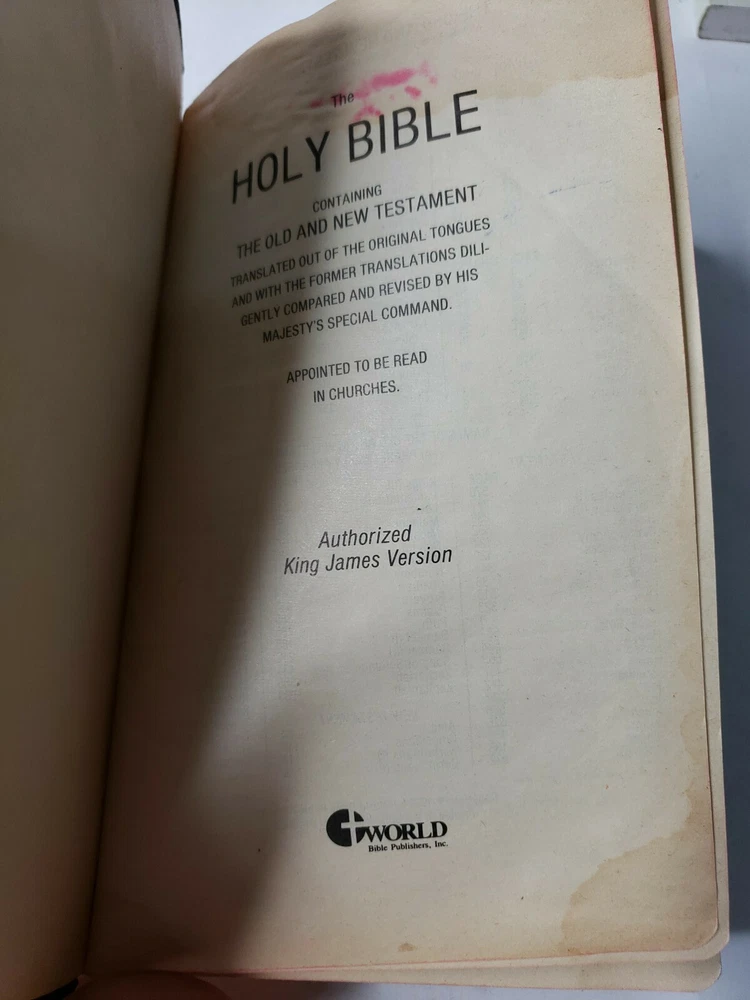 The
HOLY BIBLE
CONTAINING
THE OLD AND NEW TESTAMENT
TRANSLATED OUT OF THE ORIGINAL TONGUES
AND WITH THE FORMER TRANSLATIONS DILI-
GENTLY COMPARED AND REVISED BY HIS
MAJESTY'S SPECIAL COMMAND.
APPOINTED TO BE READ
IN CHURCHES.
Authorized
King James Version
WORLD
Bible Publishers, Inc.